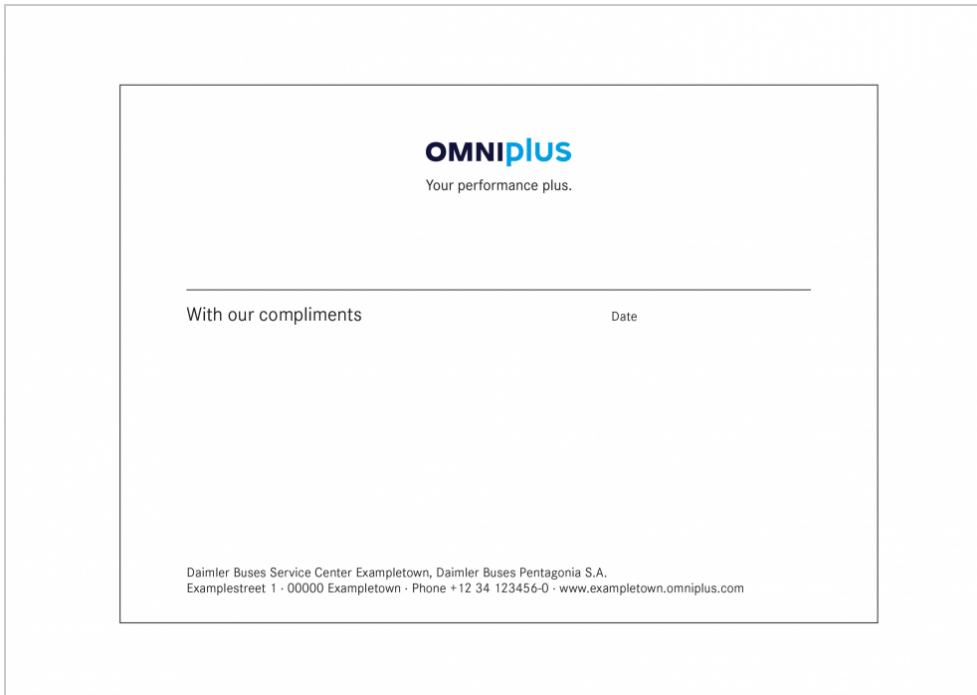 OMNIplus
Your performance plus.
With our compliments Date
Daimler Buses Service Center Exampletown, Daimler Buses Pentagonia S.A.
Examplestreet 1 · 00000 Exampletown · Phone +12 34 123456-0 · www.exampletown.omniplus.com